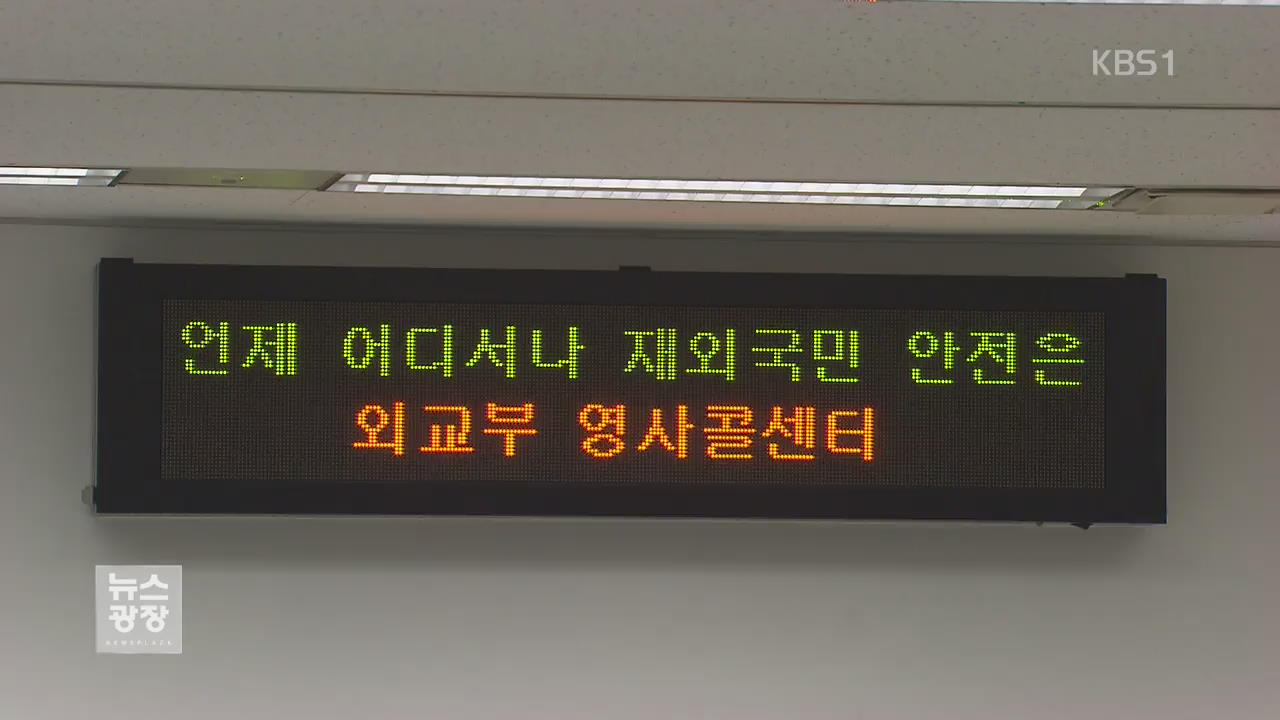 KBS1
언제 어디서나 재외국민 안전은
외교부 영사콜센터
뉴스
광장
NEWSPLAZA